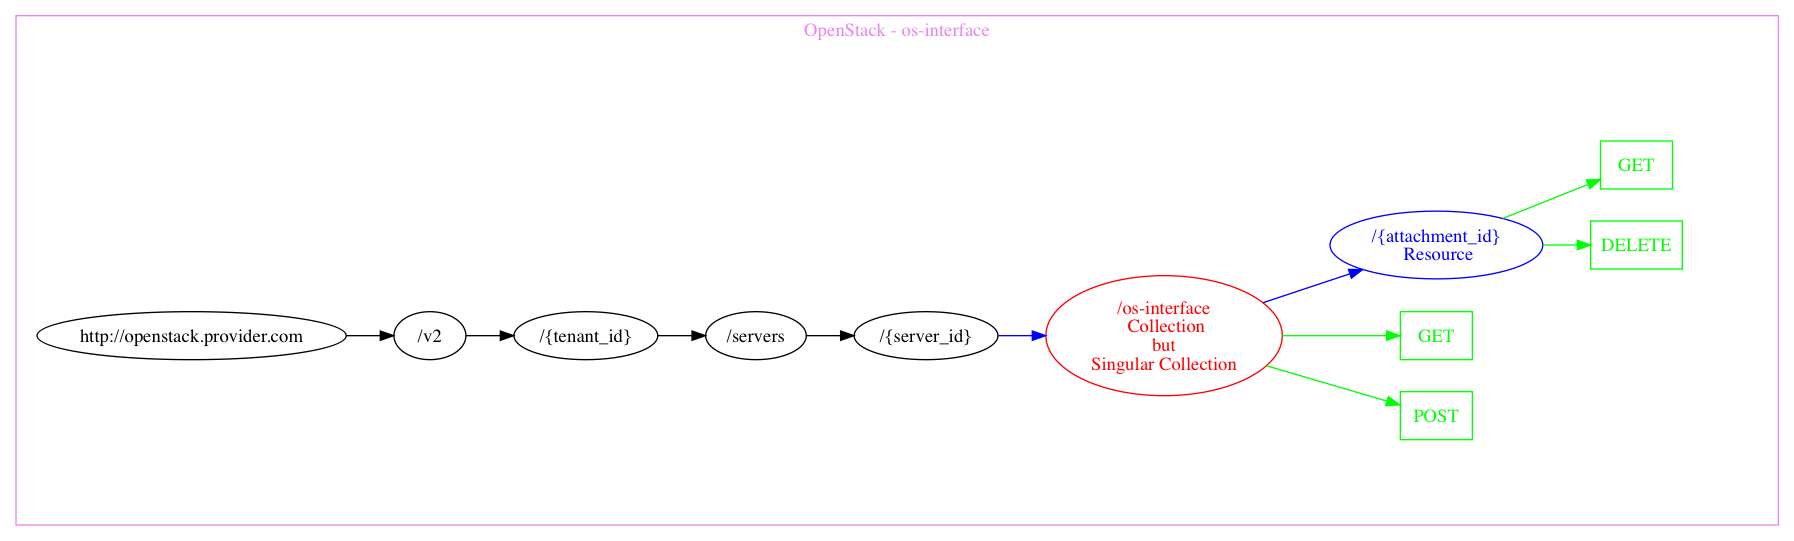 OpenStack - os-interface
http://openstack.provider.com
/v2
/{tenant_id}
/servers
/{server_id}
/os-interface
Collection
but
Singular Collection
/{attachment_id}
Resource
GET
DELETE
GET
POST